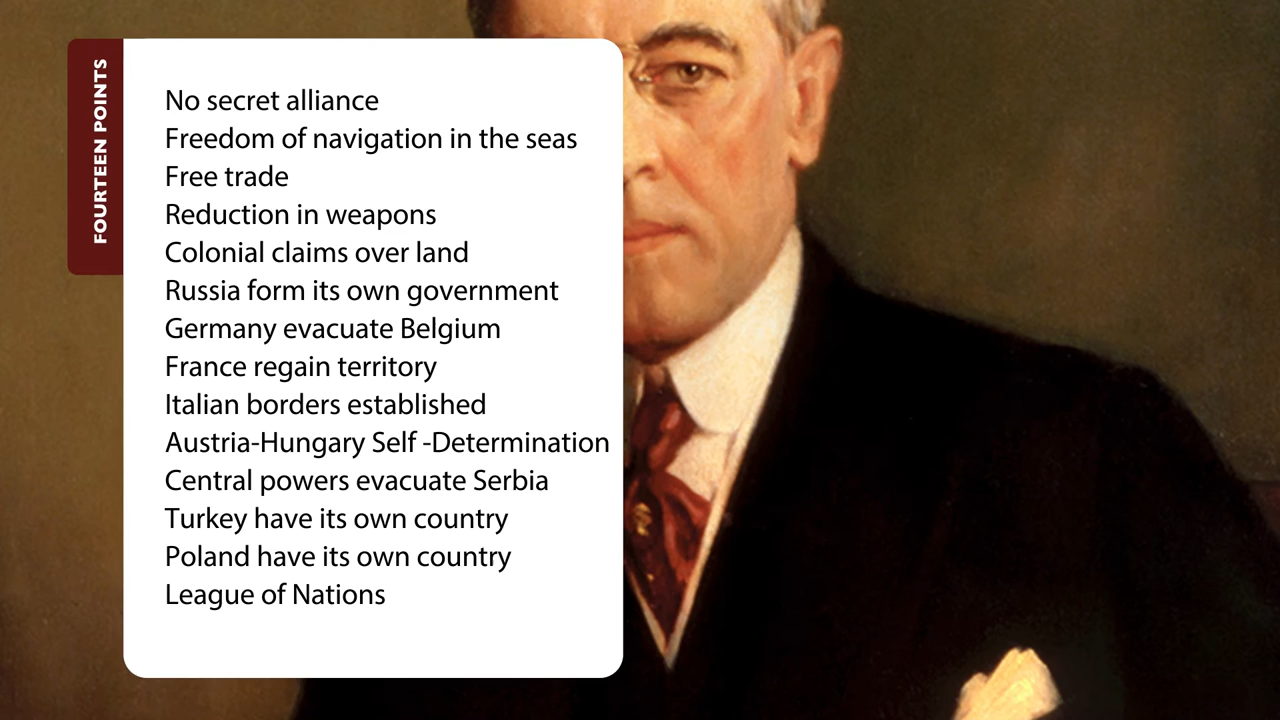 FOURTEEN POINTS
No secret alliance
Freedom of navigation in the seas
Free trade
Reduction in weapons
Colonial claims over land
Russia form its own government
Germany evacuate Belgium
France regain territory
Italian borders established
Austria-Hungary Self -Determination
Central powers evacuate Serbia
Turkey have its own country
Poland have its own country
League of Nations